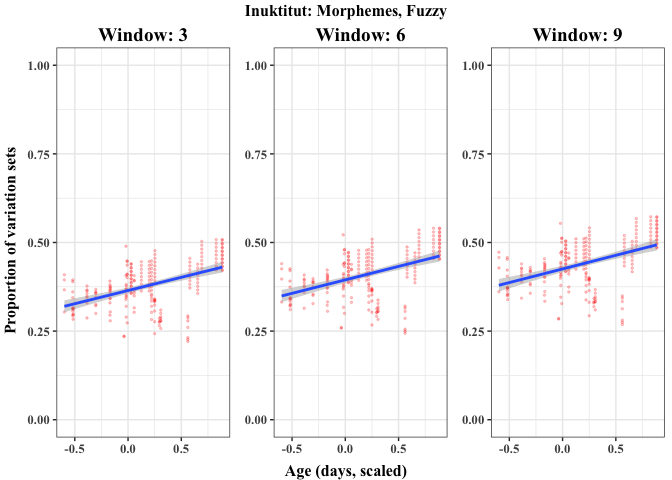 Inuktitut: Morphemes, Fuzzy
Window: 3 Window: 6 Window: 9
Proportion of variation sets
1.00 1.00 1.00
0.75 0.75 0.75
0.50 0.50 0.50
0.25 0.25 0.25
0.00 0.00 0.00
-0.5 0.0 0.5 -0.5 0.0 0.5 -0.5 0.0 0.5
Age (days, scaled)